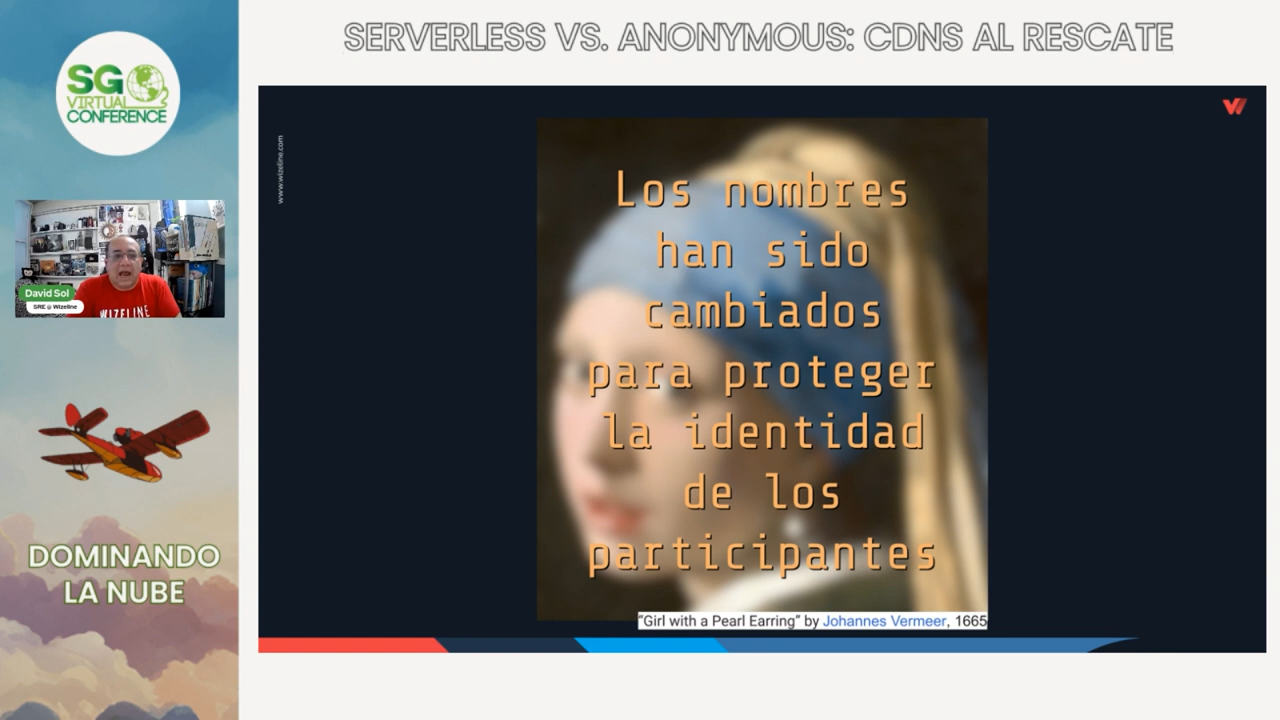 SERVERLESS VS. ANONYMOUS: CDNS AL RESCATE
SG
VIRTUAL
CONFERENCE
www.wizeline.com
David Sol
SRE @ Wizeline
WIZELINE
DOMINANDO
LA NUBE
Los nombres
han sido
cambiados
para proteger
la identidad
de los
participantes
"Girl with a Pearl Earring" by Johannes Vermeer, 1665